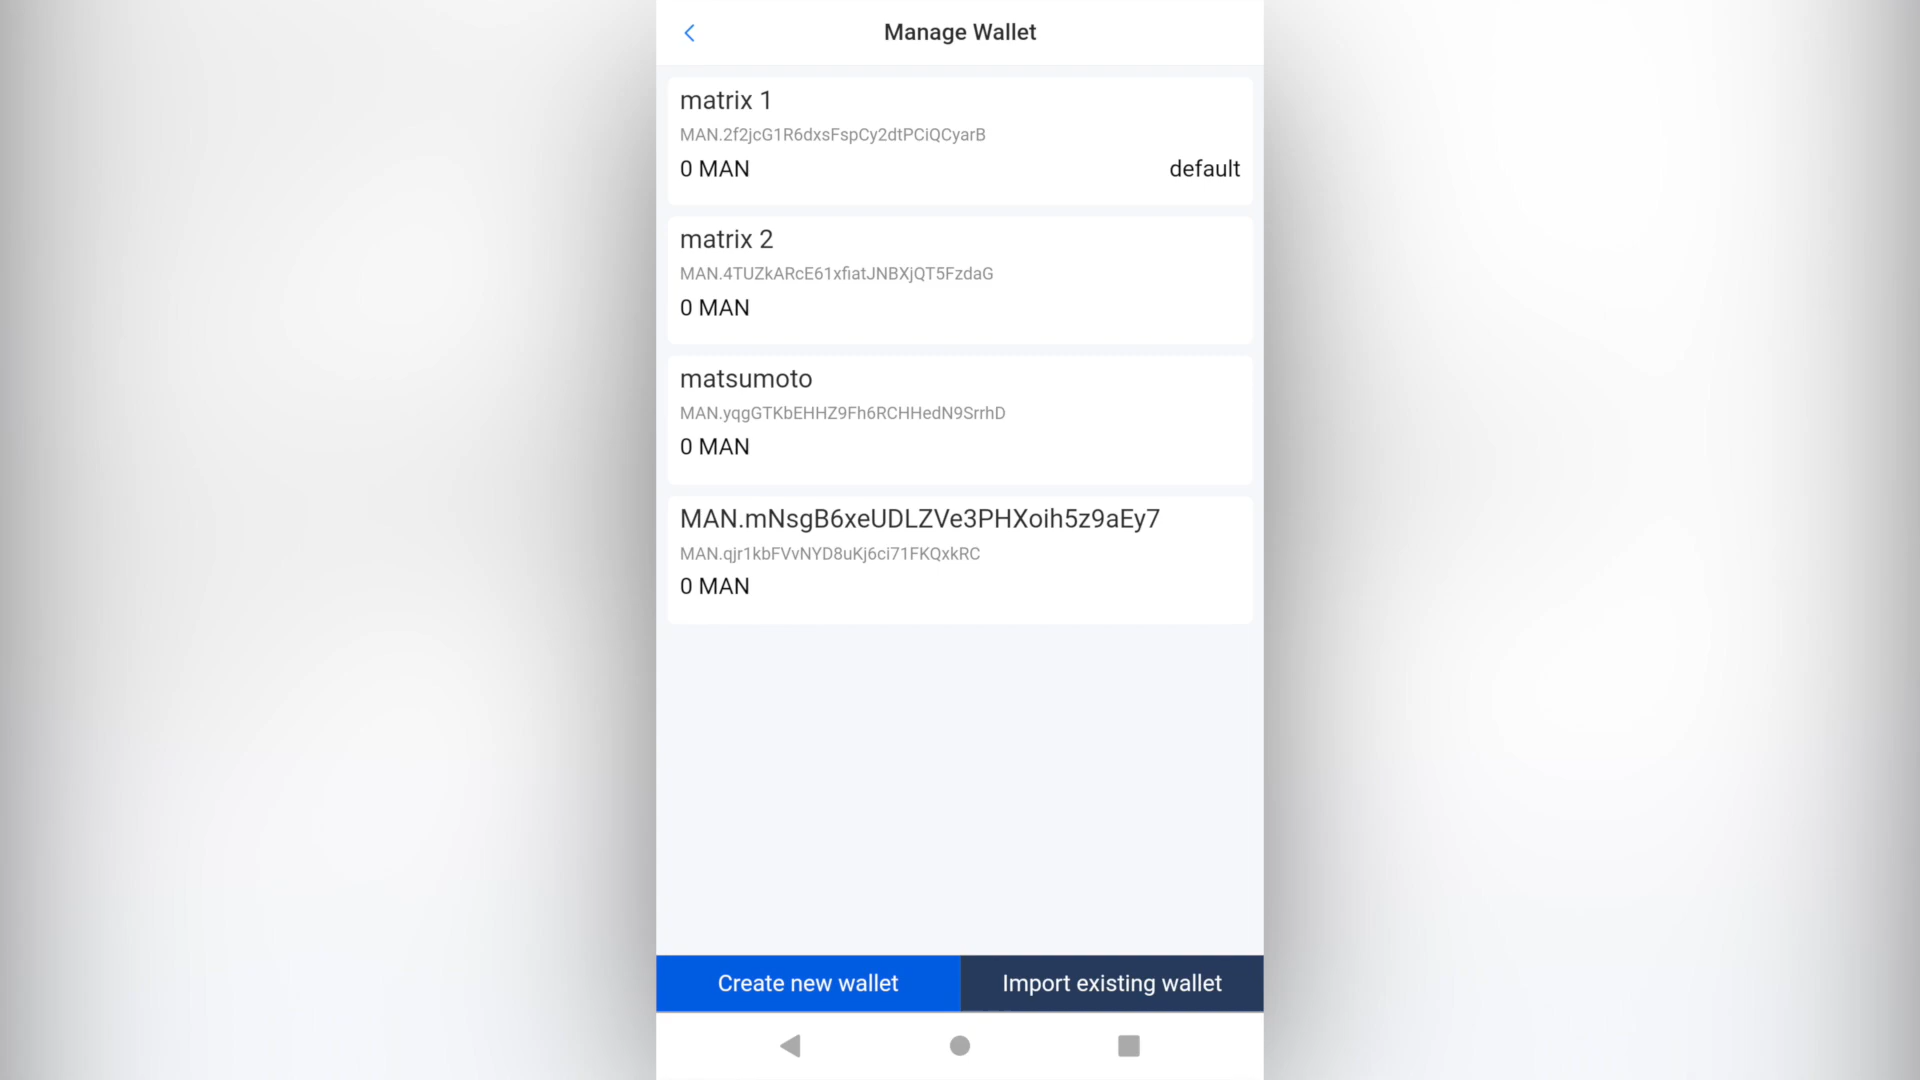 Manage Wallet
matrix 1
MAN.2f2jcG1R6dxsFspCy2dtPCiQCyarB
0 MAN
default
matrix 2
MAN.4TUZkARcE61xfiatJNBXjQT5FzdaG
0 MAN
matsumoto
MAN.yqgGTKbEHHZ9Fh6RCHHedN9SrrhD
0 MAN
MAN.mNsgB6xeUDLZVe3PHXoih5z9aEy7
MAN.qjr1kbFVvNYD8uKj6ci71FKQxkRC
0 MAN
Create new wallet
Import existing wallet